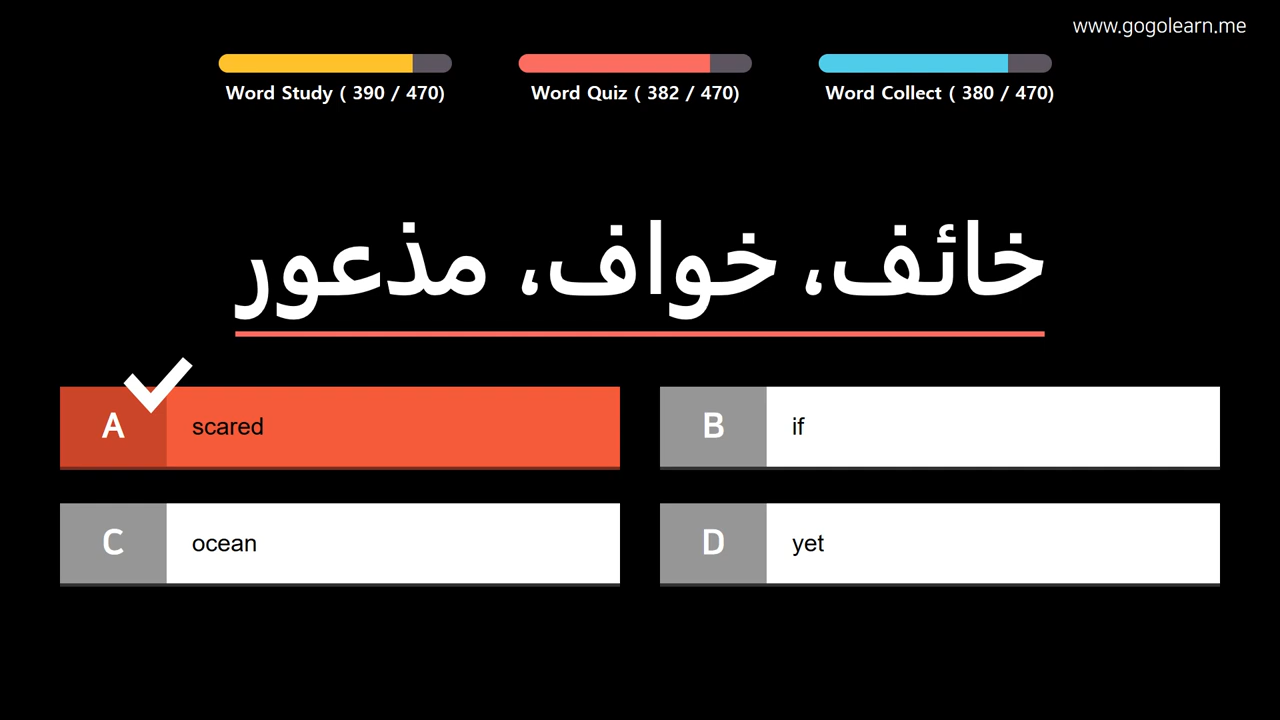 www.gogolearn.me
Word Study ( 390 / 470)
Word Quiz ( 382 / 470)
Word Collect ( 380 / 470)
خائف، خواف، مذعور
A scared
B if
C ocean
D yet